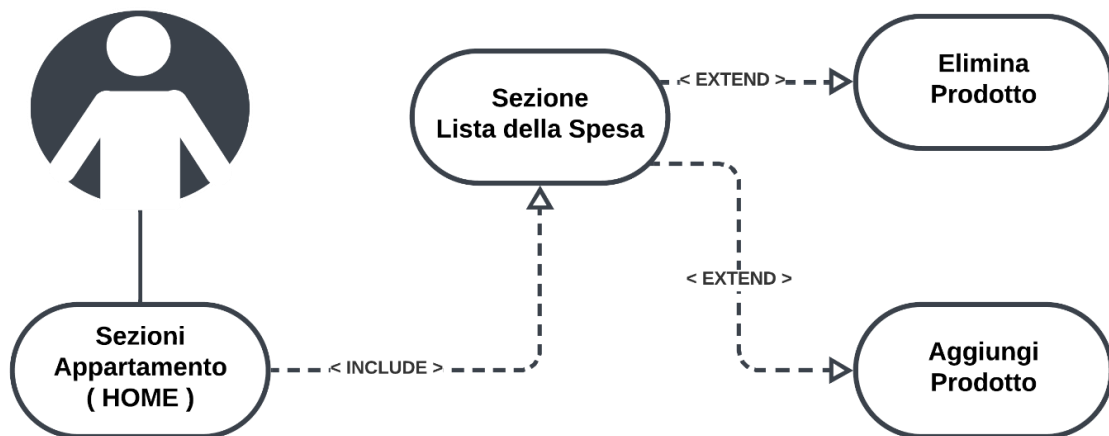 Sezione
Lista della Spesa
< EXTEND >
Elimina
Prodotto
< EXTEND >
Sezioni
Appartamento
( HOME )
< INCLUDE >
Aggiungi
Prodotto